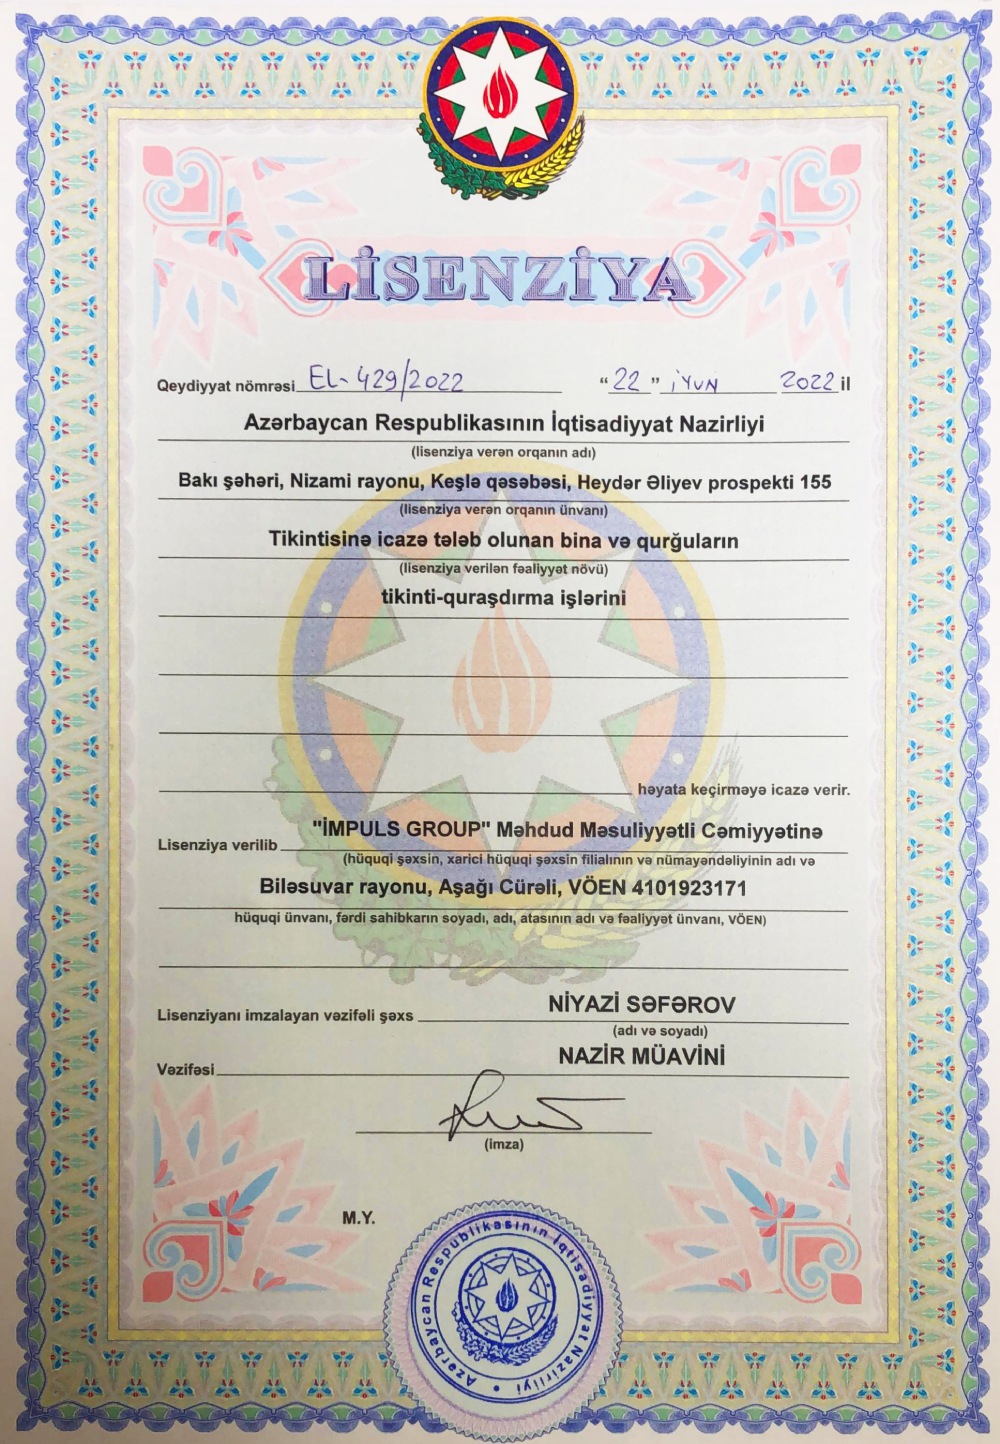 LİSENZİYA
Qeydiyyat nömrəsi EL-429/2022 "22" iYUN 2022 il
Azərbaycan Respublikasının İqtisadiyyat Nazirliyi
(lisenziya verən orqanın adı)
Bakı şəhəri, Nizami rayonu, Keşlə qəsəbəsi, Heydər Əliyev prospekti 155
(lisenziya verən orqanın ünvanı)
Tikintisinə icazə tələb olunan bina və qurğuların
(lisenziya verilən fəaliyyət növü)
tikinti-quraşdırma işlərini
həyata keçirməyə icazə verir.
Lisenziya verilib "İMPULS GROUP" Məhdud Məsuliyyətli Cəmiyyətinə
(hüquqi şəxsin, xarici hüquqi şəxsin filialının və nümayəndəliyinin adı və
Biləsuvar rayonu, Aşağı Cürəli, VÖEN 4101923171
hüquqi ünvanı, fərdi sahibkarın soyadı, adı, atasının adı və fəaliyyət ünvanı, VÖEN)
Lisenziyanı imzalayan vəzifəli şəxs NİYAZİ SƏFƏROV
(adı və soyadı)
Vəzifəsi NAZİR MÜAVİNİ
(imza)
M.Y.
Azərbaycan Respublikasının İqtisadiyyat Nazirliyi